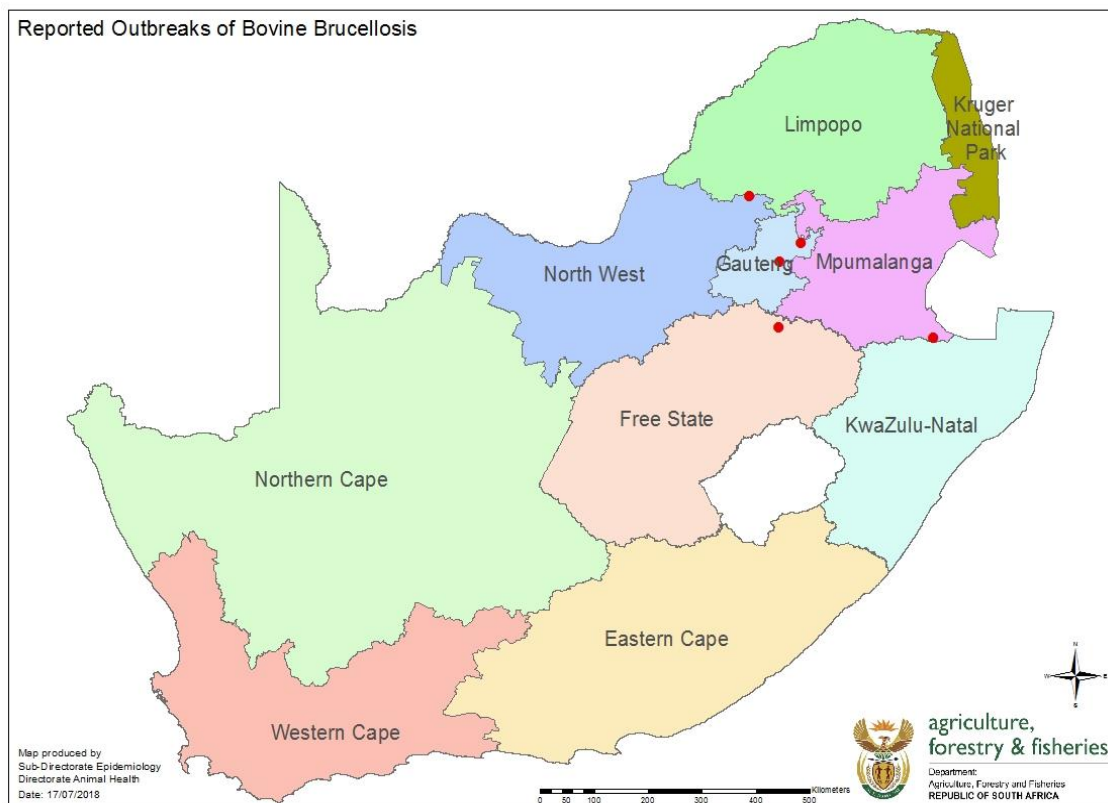 Reported Outbreaks of Bovine Brucellosis
Limpopo
Kruger
National
Park
North West
Gauteng
Mpumalanga
Free State
KwaZulu-Natal
Northern Cape
Eastern Cape
Western Cape
N
W E
S
Map produced by
Sub-Directorate Epidemiology
Directorate Animal Health
Date: 17/07/2018
Kilometers
0 50 100 200 300 400 500
agriculture,
forestry & fisheries
Department:
Agriculture, Forestry and Fisheries
REPUBLIC OF SOUTH AFRICA